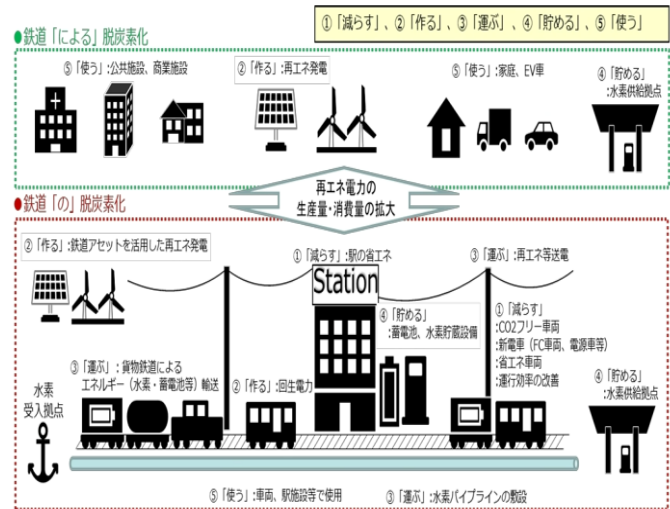 ①「減らす」、②「作る」、③「運ぶ」、④「貯める」、⑤「使う」
●鉄道「による」脱炭素化
⑤「使う」:公共施設、商業施設
②「作る」:再エネ発電
⑤「使う」:家庭、EV車
④「貯める」
:水素供給拠点
再エネ電力の
生産量・消費量の拡大
●鉄道「の」脱炭素化
②「作る」:鉄道アセットを活用した再エネ発電
①「減らす」:駅の省エネ
③「運ぶ」:再エネ等送電
Station
④「貯める」
:蓄電池、水素貯蔵設備
①「減らす」
:CO2フリー車両
:新電車(FC車両、電源車等)
:省エネ車両
:運行効率の改善
③「運ぶ」:貨物鉄道による
エネルギー(水素・蓄電池等)輸送
②「作る」:回生電力
④「貯める」
:水素供給拠点
水素
受入拠点
⑤「使う」:車両、駅施設等で使用
③「運ぶ」:水素パイプラインの敷設